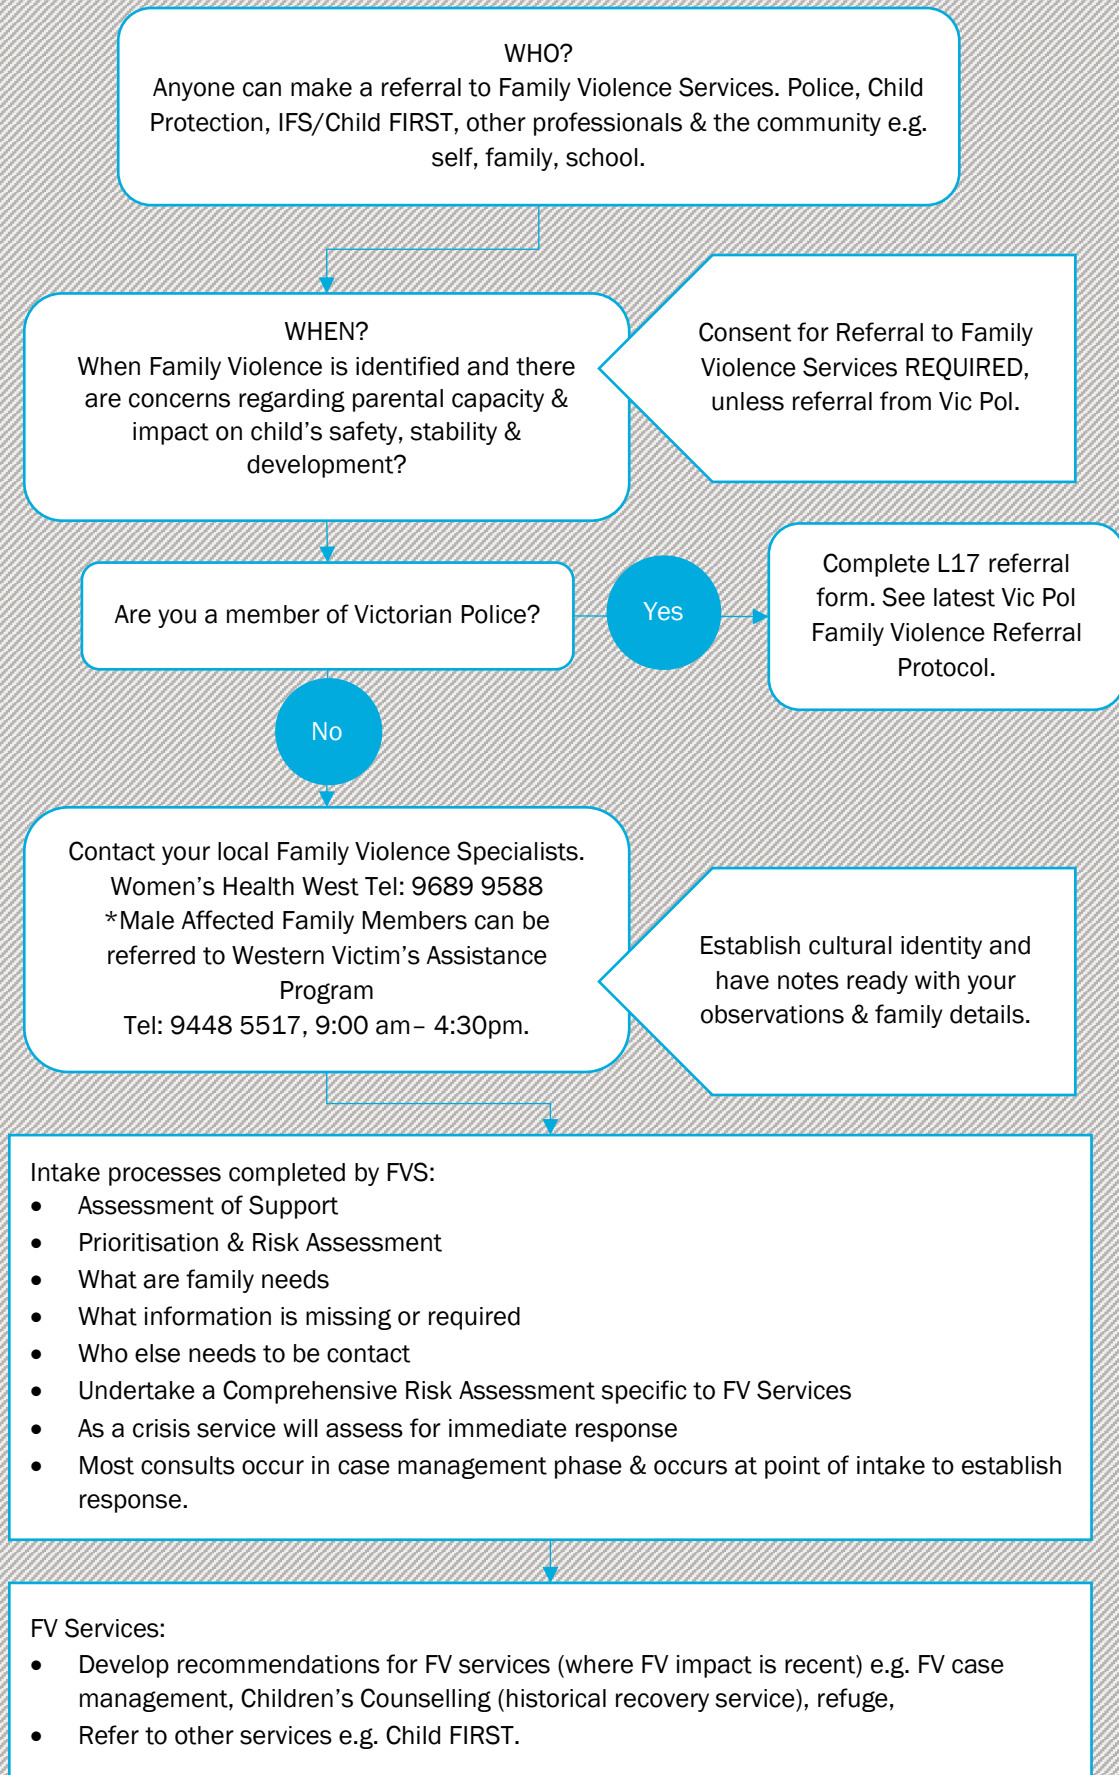 WHO?
Anyone can make a referral to Family Violence Services. Police, Child
Protection, IFS/Child FIRST, other professionals & the community e.g.
self, family, school.
WHEN?
When Family Violence is identified and there
are concerns regarding parental capacity &
impact on child's safety, stability &
development?
Consent for Referral to Family
Violence Services REQUIRED,
unless referral from Vic Pol.
Are you a member of Victorian Police?
Yes
Complete L17 referral
form. See latest Vic Pol
Family Violence Referral
Protocol.
No
Contact your local Family Violence Specialists.
Women's Health West Tel: 9689 9588
*Male Affected Family Members can be
referred to Western Victim's Assistance
Program
Tel: 9448 5517, 9:00 am– 4:30pm.
Establish cultural identity and
have notes ready with your
observations & family details.
Intake processes completed by FVS:
• Assessment of Support
• Prioritisation & Risk Assessment
• What are family needs
• What information is missing or required
• Who else needs to be contact
• Undertake a Comprehensive Risk Assessment specific to FV Services
• As a crisis service will assess for immediate response
• Most consults occur in case management phase & occurs at point of intake to establish
response.
FV Services:
• Develop recommendations for FV services (where FV impact is recent) e.g. FV case
management, Children's Counselling (historical recovery service), refuge,
• Refer to other services e.g. Child FIRST.